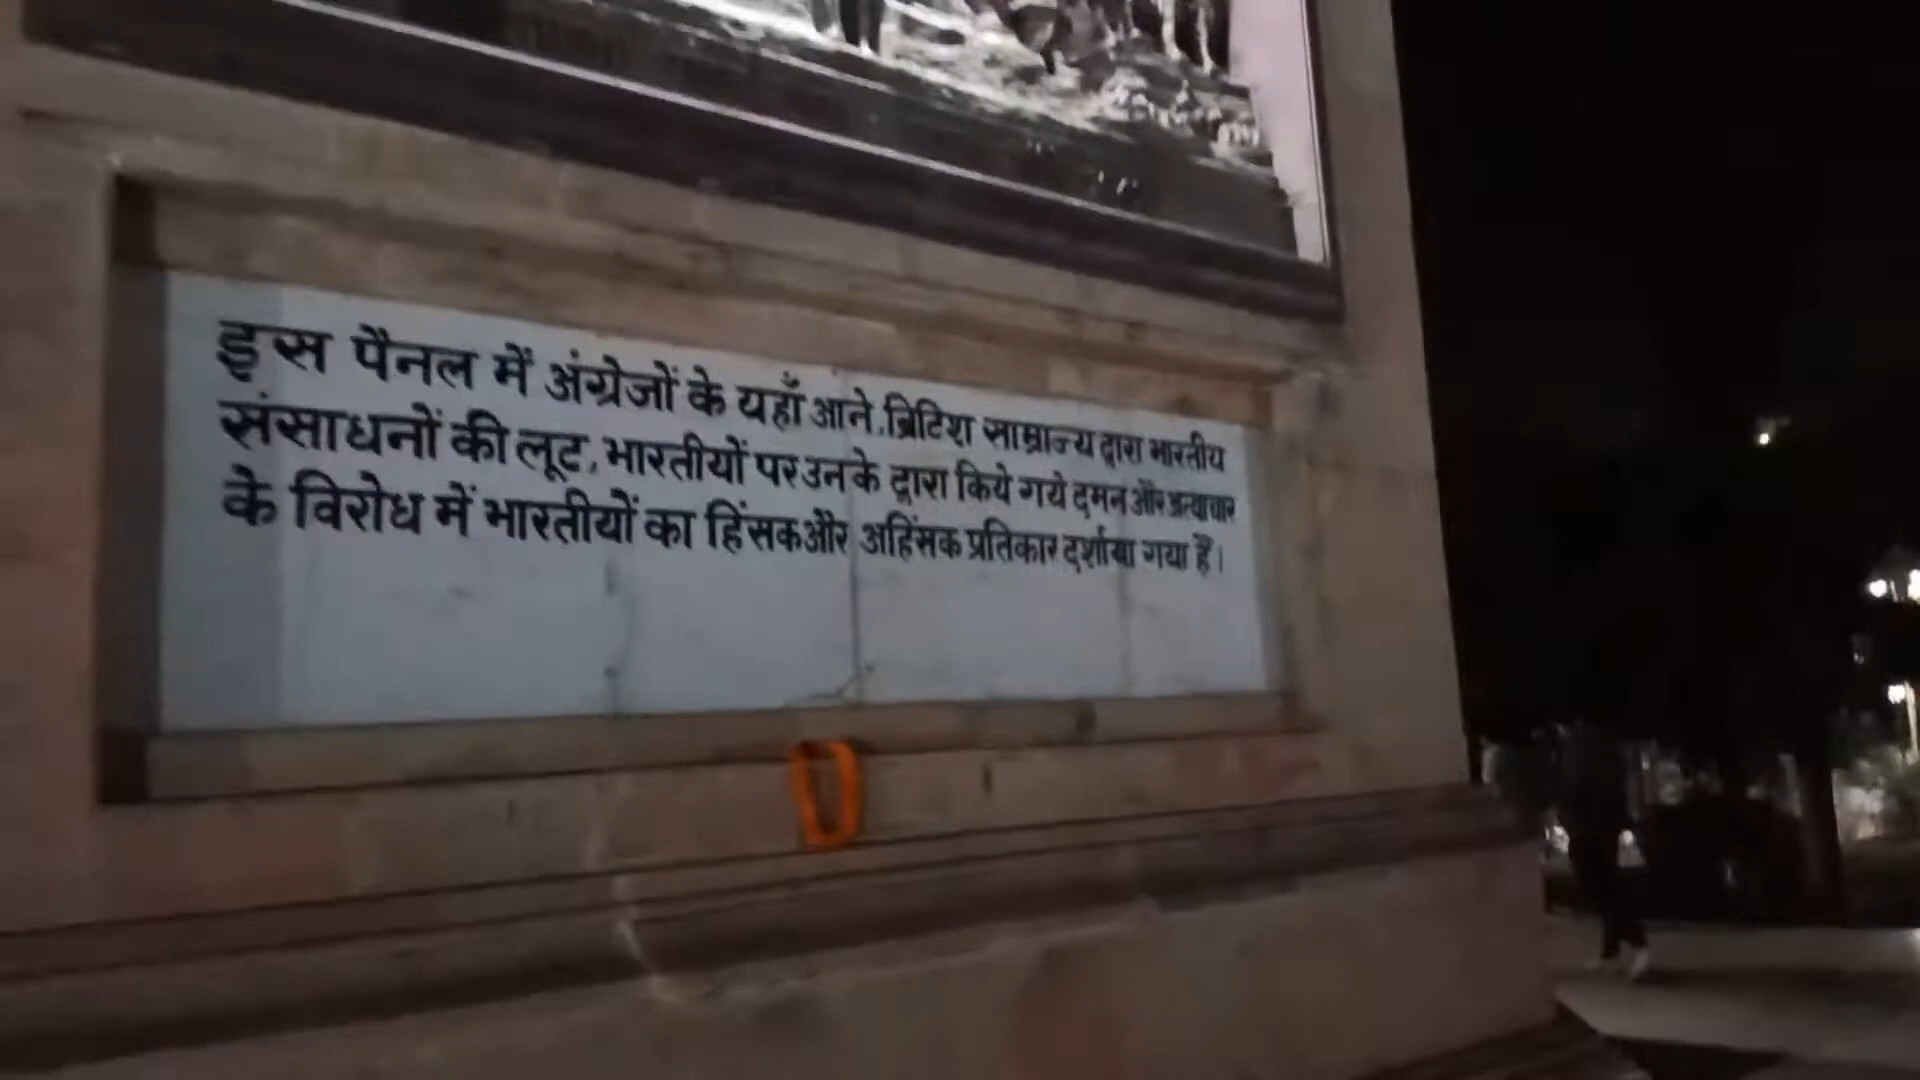 इस पैनल में अंग्रेजों के यहाँ आने, ब्रिटिश साम्राज्य द्वारा भारतीय
संसाधनों की लूट, भारतीयों पर उनके द्वारा किये गये दमन और अत्याचार
के विरोध में भारतीयों का हिंसक और अहिंसक प्रतिकार दर्शाया गया है।